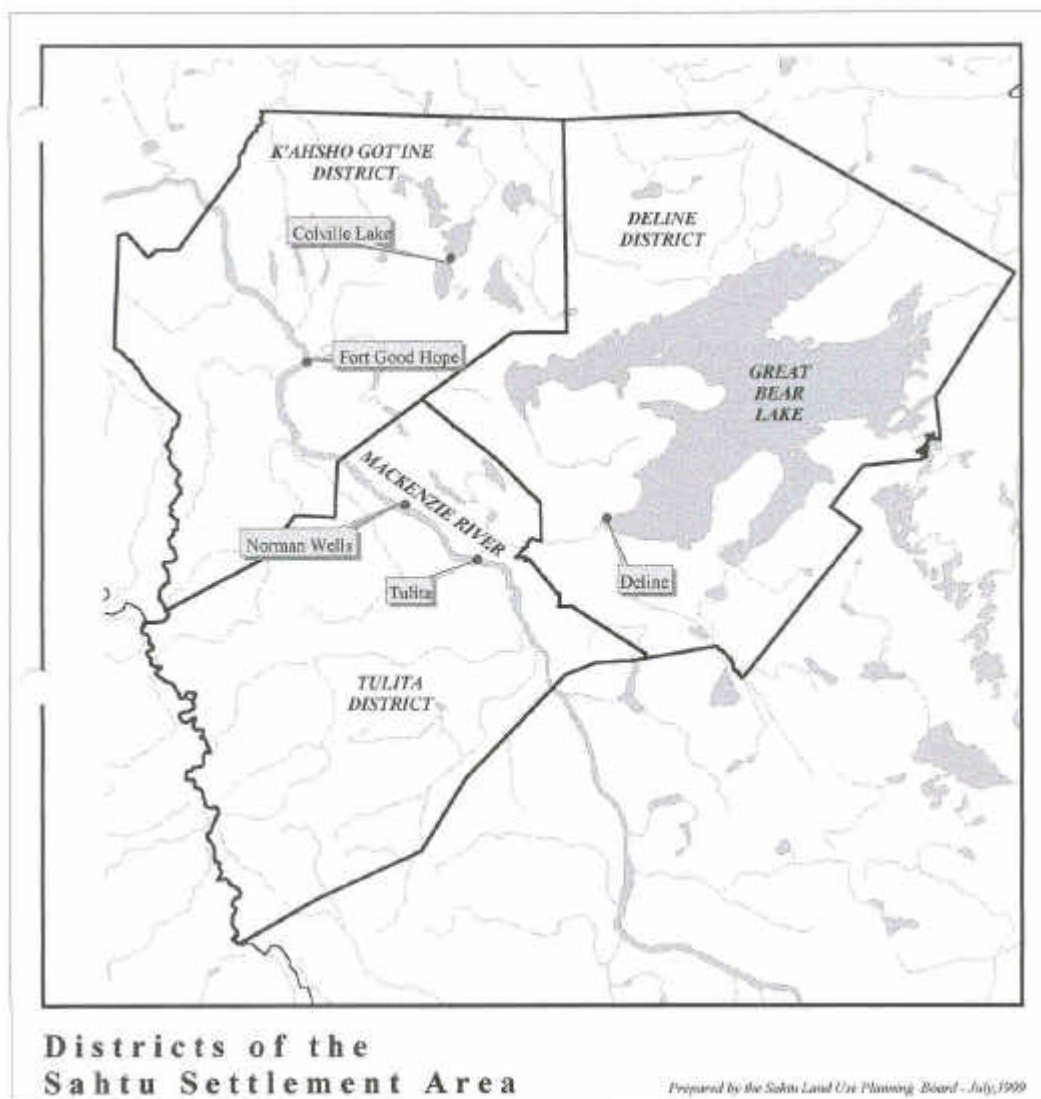 K'AHSHO GOT'INE
DISTRICT
DELINE
DISTRICT
Colville Lake
Fort Good Hope
GREAT
BEAR
LAKE
MACKENZIE RIVER
Norman Wells
Tulita
Deline
TULITA
DISTRICT
Districts of the
Sahtu Settlement Area
Prepared by the Sahtu Land Use Planning Board - July, 1999